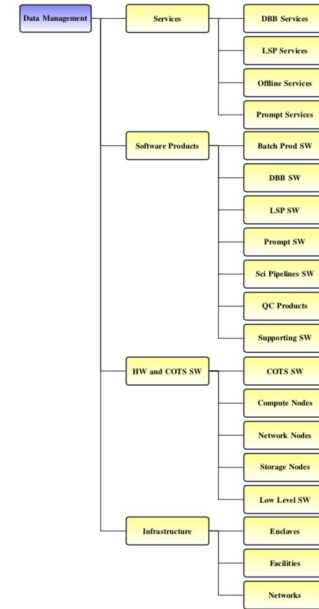 Data Management
Services
DBB Services
LSP Services
Offline Services
Prompt Services
Software Products
Batch Prod SW
DBB SW
LSP SW
Prompt SW
Sci Pipelines SW
QC Products
Supporting SW
HW and COTS SW
COTS SW
Compute Nodes
Network Nodes
Storage Nodes
Low Level SW
Infrastructure
Enclaves
Facilities
Networks